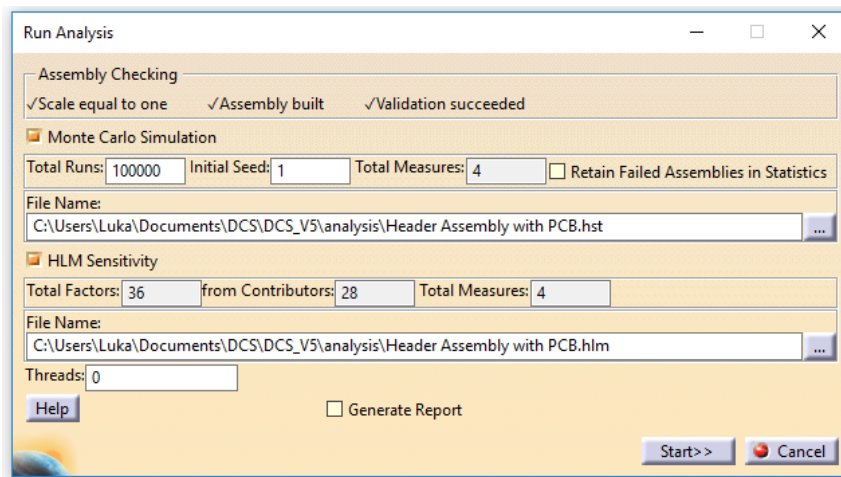 Run Analysis
Assembly Checking
✓Scale equal to one ✓Assembly built ✓Validation succeeded
Monte Carlo Simulation
Total Runs: 100000 Initial Seed: 1 Total Measures: 4 Retain Failed Assemblies in Statistics
File Name:
C:\Users\Luka\Documents\DCS\DCS_V5\analysis\Header Assembly with PCB.hst ...
HLM Sensitivity
Total Factors: 36 from Contributors: 28 Total Measures: 4
File Name:
C:\Users\Luka\Documents\DCS\DCS_V5\analysis\Header Assembly with PCB.hlm ...
Threads: 0
Help Generate Report
Start>> Cancel